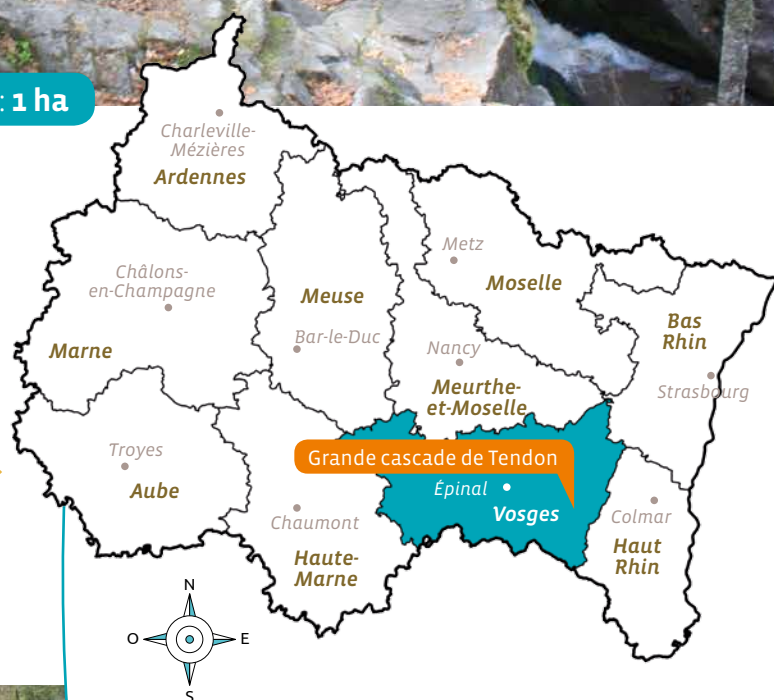 : 1 ha
Charleville-
Mézières
Ardennes
Metz
Moselle
Châlons-
en-Champagne
Meuse
Bas
Rhin
Marne
Bar-le-Duc
Nancy
Strasbourg
Meurthe-
et-Moselle
Troyes
Grande cascade de Tendon
Aube
Épinal
Vosges
Chaumont
Colmar
Haute-
Marne
Haut
Rhin
N
O
E
S